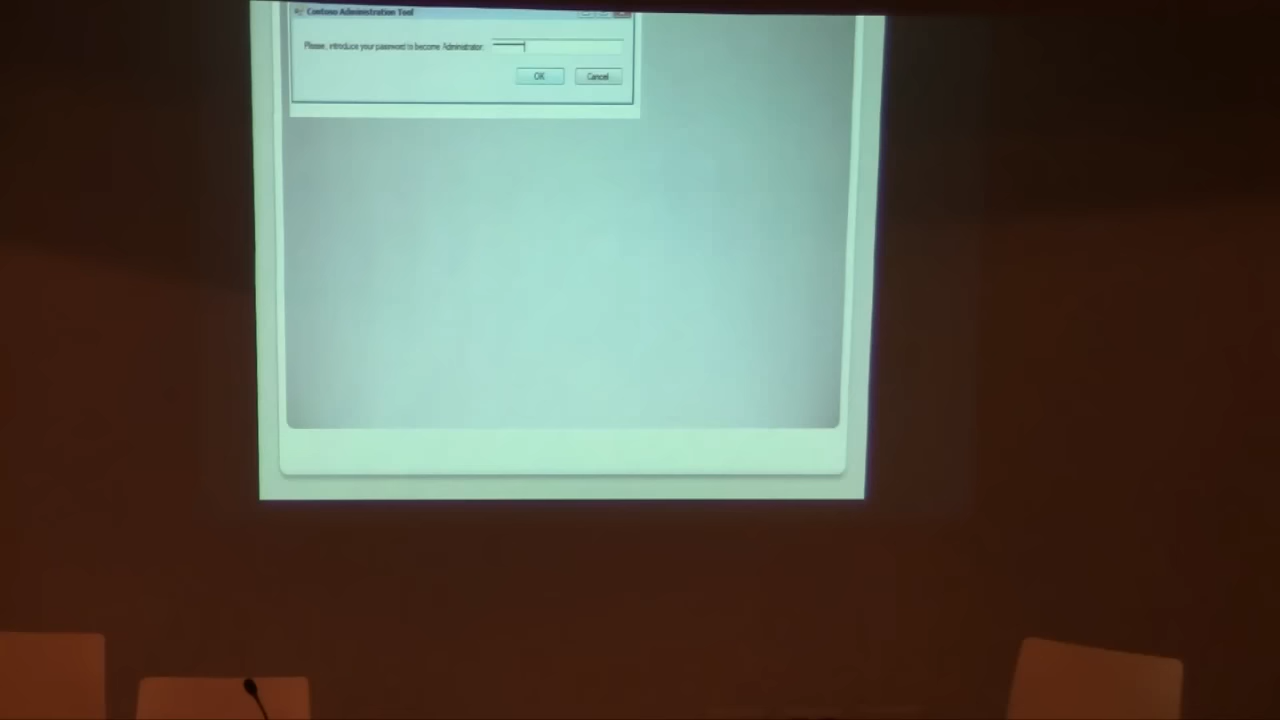 Contoso Administration Tool
Please, introduce your password to become Administrator:
OK Cancel